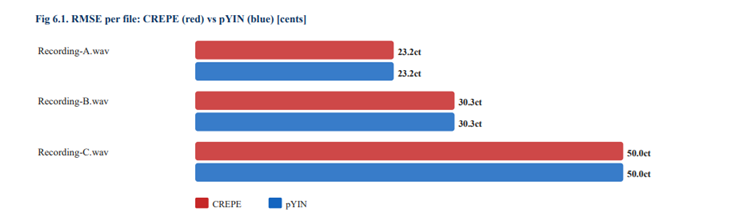 Fig 6.1. RMSE per file: CREPE (red) vs pYIN (blue) [cents]
Recording-A.wav
23.2ct
23.2ct
Recording-B.wav
30.3ct
30.3ct
Recording-C.wav
50.0ct
50.0ct
CREPE pYIN